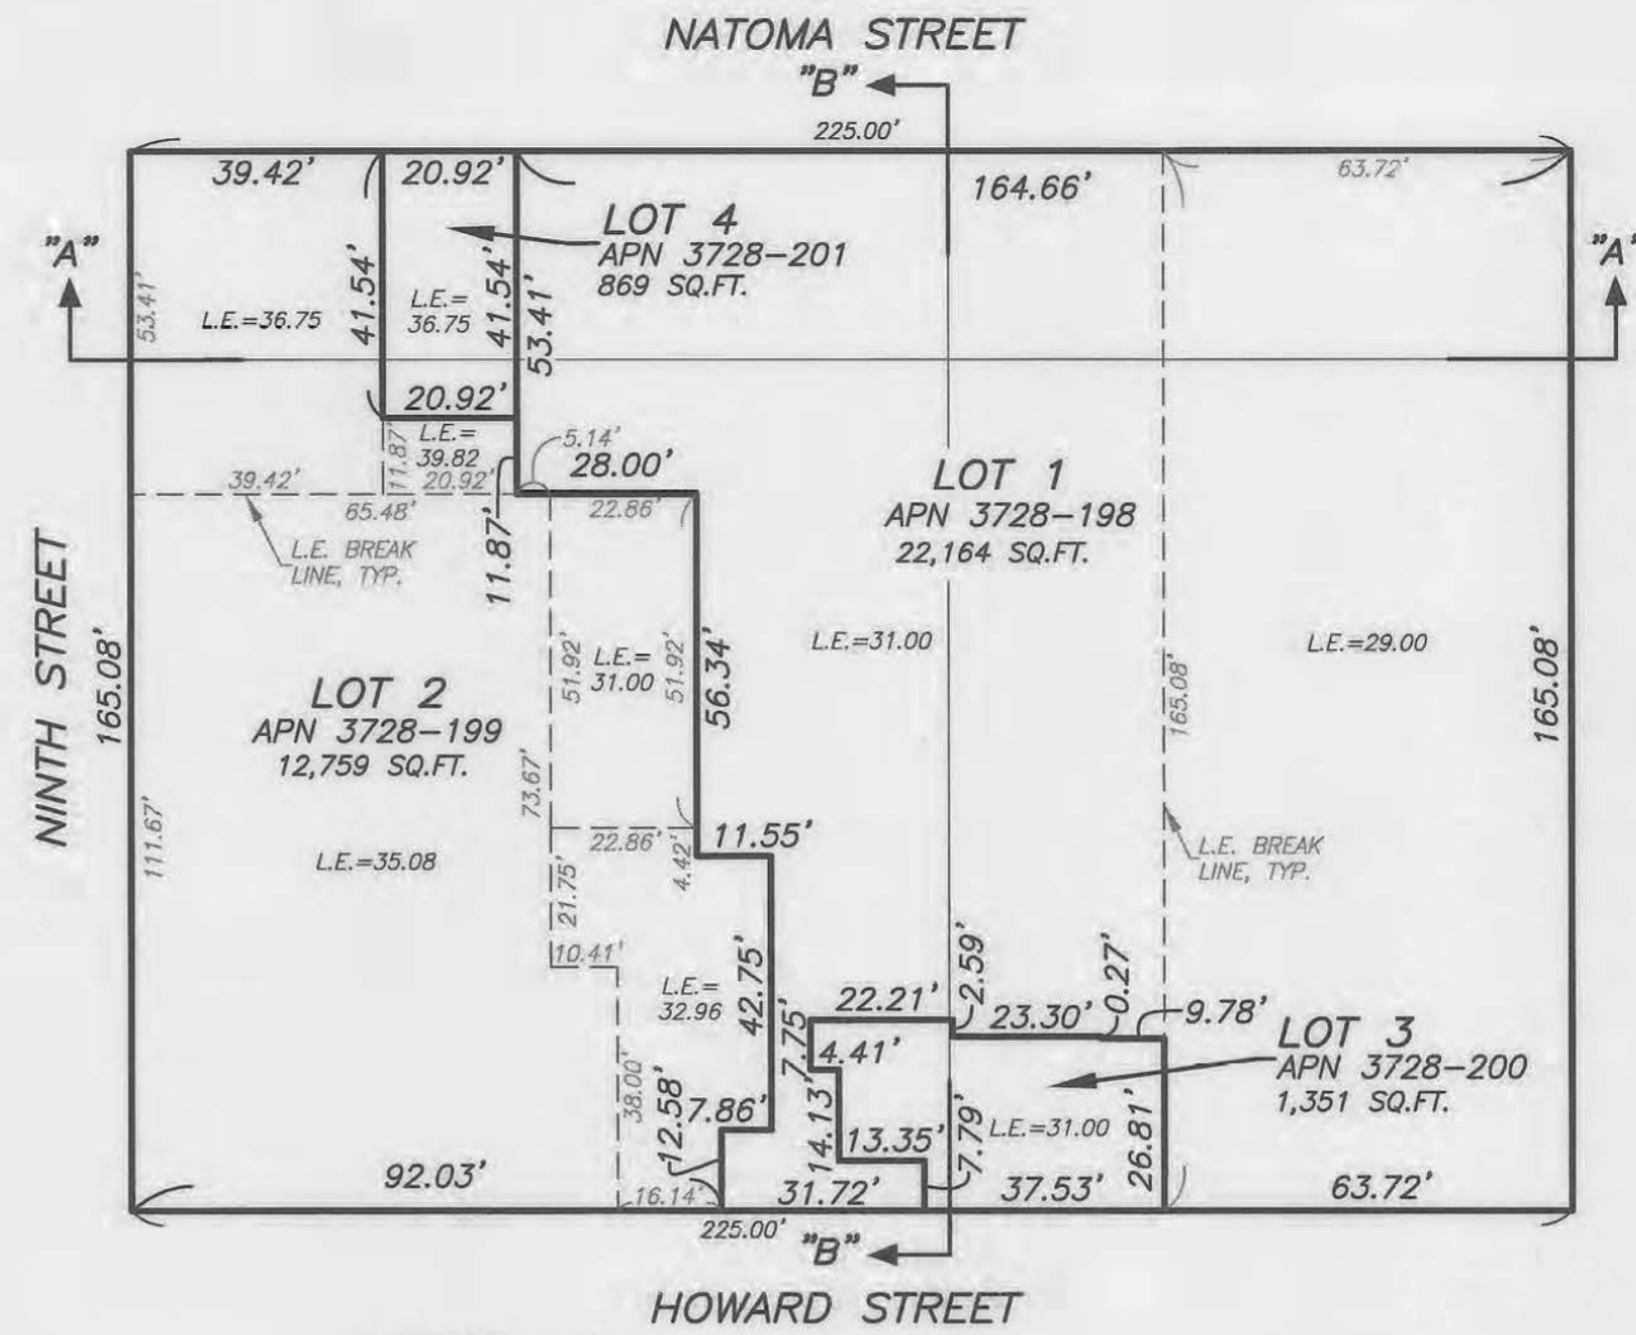 NATOMA STREET
"B"
225.00'
39.42'
20.92'
164.66'
63.72'
"A"
"A"
LOT 4
APN 3728-201
869 SQ.FT.
53.41'
L.E.=36.75
41.54'
L.E.=
36.75
41.54'
53.41'
20.92'
11.87'
L.E.=
39.82
20.92'
5.14'
28.00'
39.42'
65.48'
22.86'
L.E. BREAK
LINE, TYP.
11.87'
LOT 1
APN 3728-198
22,164 SQ.FT.
NINTH STREET
165.08'
51.92'
L.E.=
31.00
51.92'
56.34'
L.E.=31.00
165.08'
L.E.=29.00
165.08'
LOT 2
APN 3728-199
12,759 SQ.FT.
73.67'
111.67'
L.E.=35.08
22.86'
4.42'
11.55'
L.E. BREAK
LINE, TYP.
21.75'
10.41'
L.E.=
32.96
42.75'
7.75'
22.21'
2.59'
23.30'
0.27'
9.78'
LOT 3
APN 3728-200
1,351 SQ.FT.
4.41'
38.00'
12.58'
7.86'
14.13'
13.35'
7.79'
L.E.=31.00
26.81'
92.03'
16.14'
31.72'
37.53'
63.72'
225.00'
"B"
HOWARD STREET